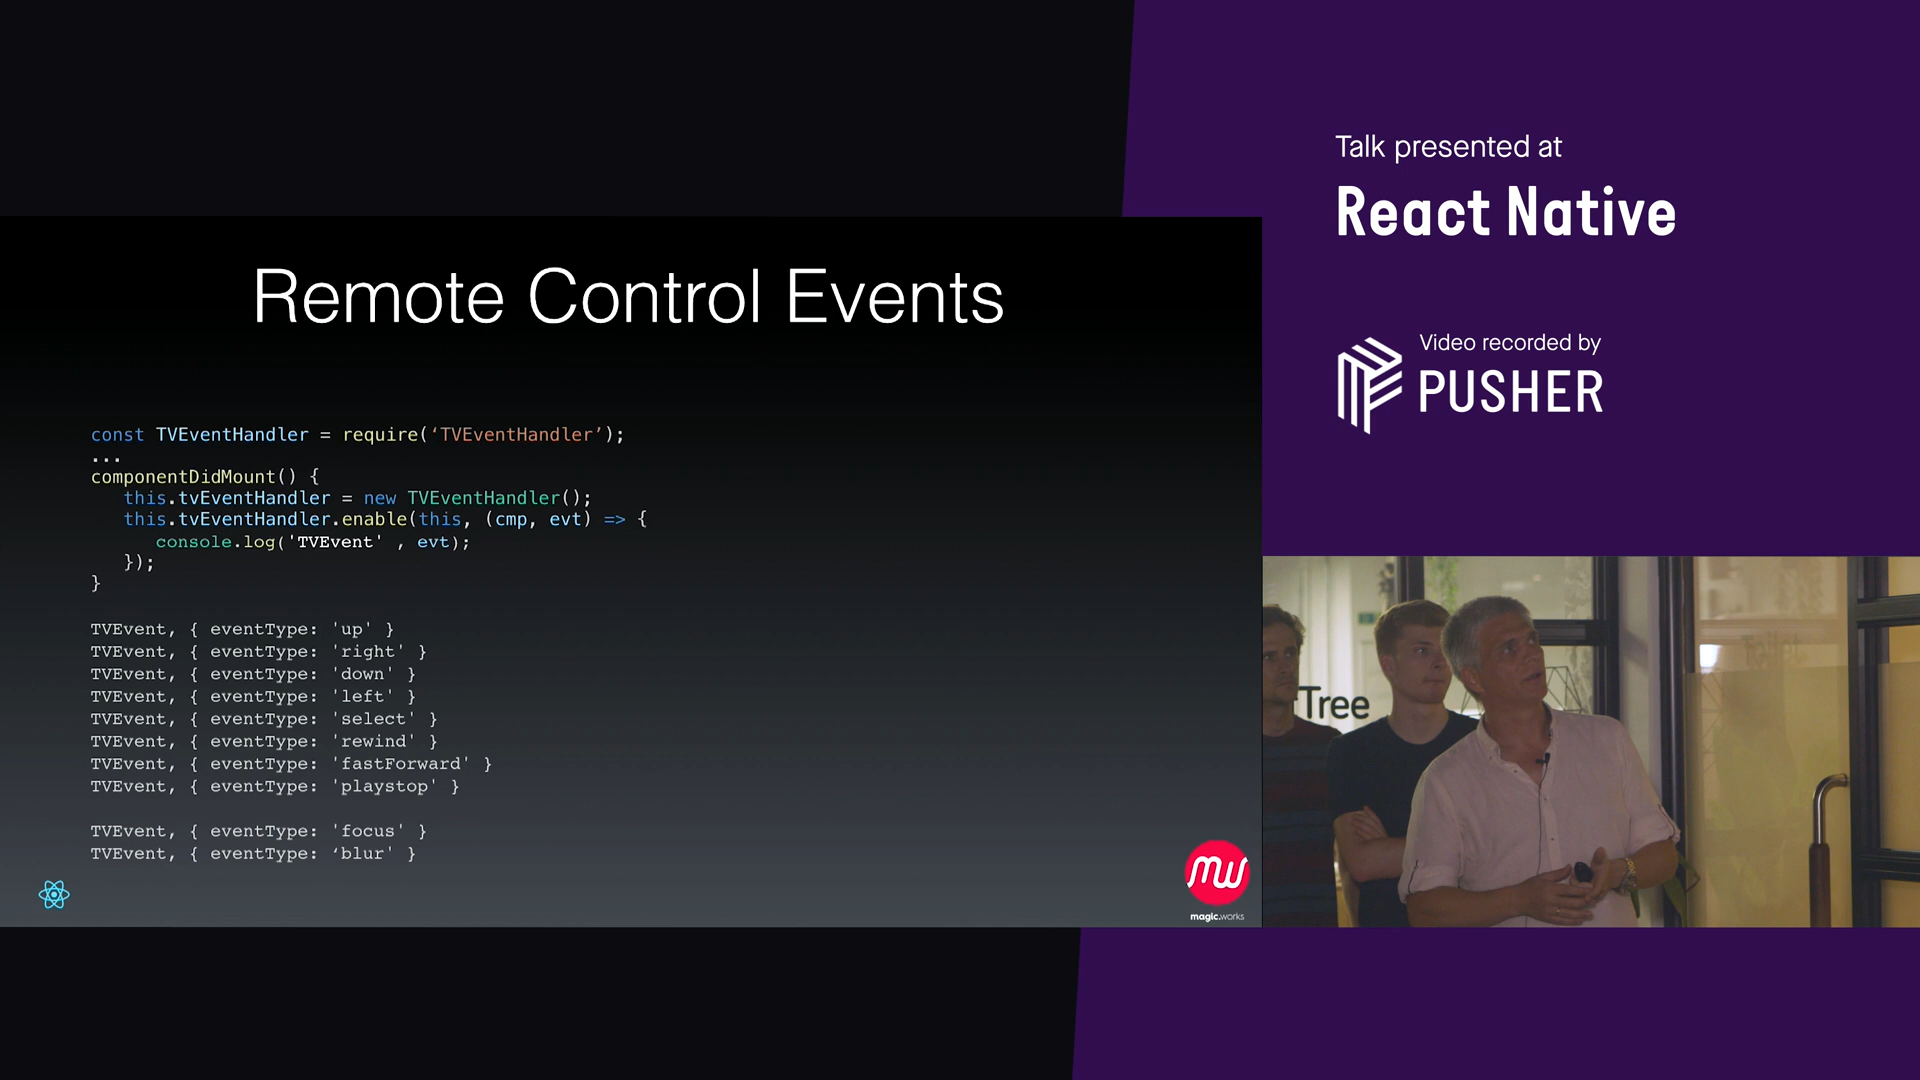 Talk presented at
React Native
Video recorded by
PUSHER
Remote Control Events
const TVEventHandler = require(‘TVEventHandler’);
...
componentDidMount() {
this.tvEventHandler = new TVEventHandler();
this.tvEventHandler.enable(this, (cmp, evt) => {
console.log('TVEvent' , evt);
});
}
TVEvent, { eventType: 'up' }
TVEvent, { eventType: 'right' }
TVEvent, { eventType: 'down' }
TVEvent, { eventType: 'left' }
TVEvent, { eventType: 'select' }
TVEvent, { eventType: 'rewind' }
TVEvent, { eventType: 'fastForward' }
TVEvent, { eventType: 'playstop' }
TVEvent, { eventType: 'focus' }
TVEvent, { eventType: ‘blur' }
mw
magic.works
Tree